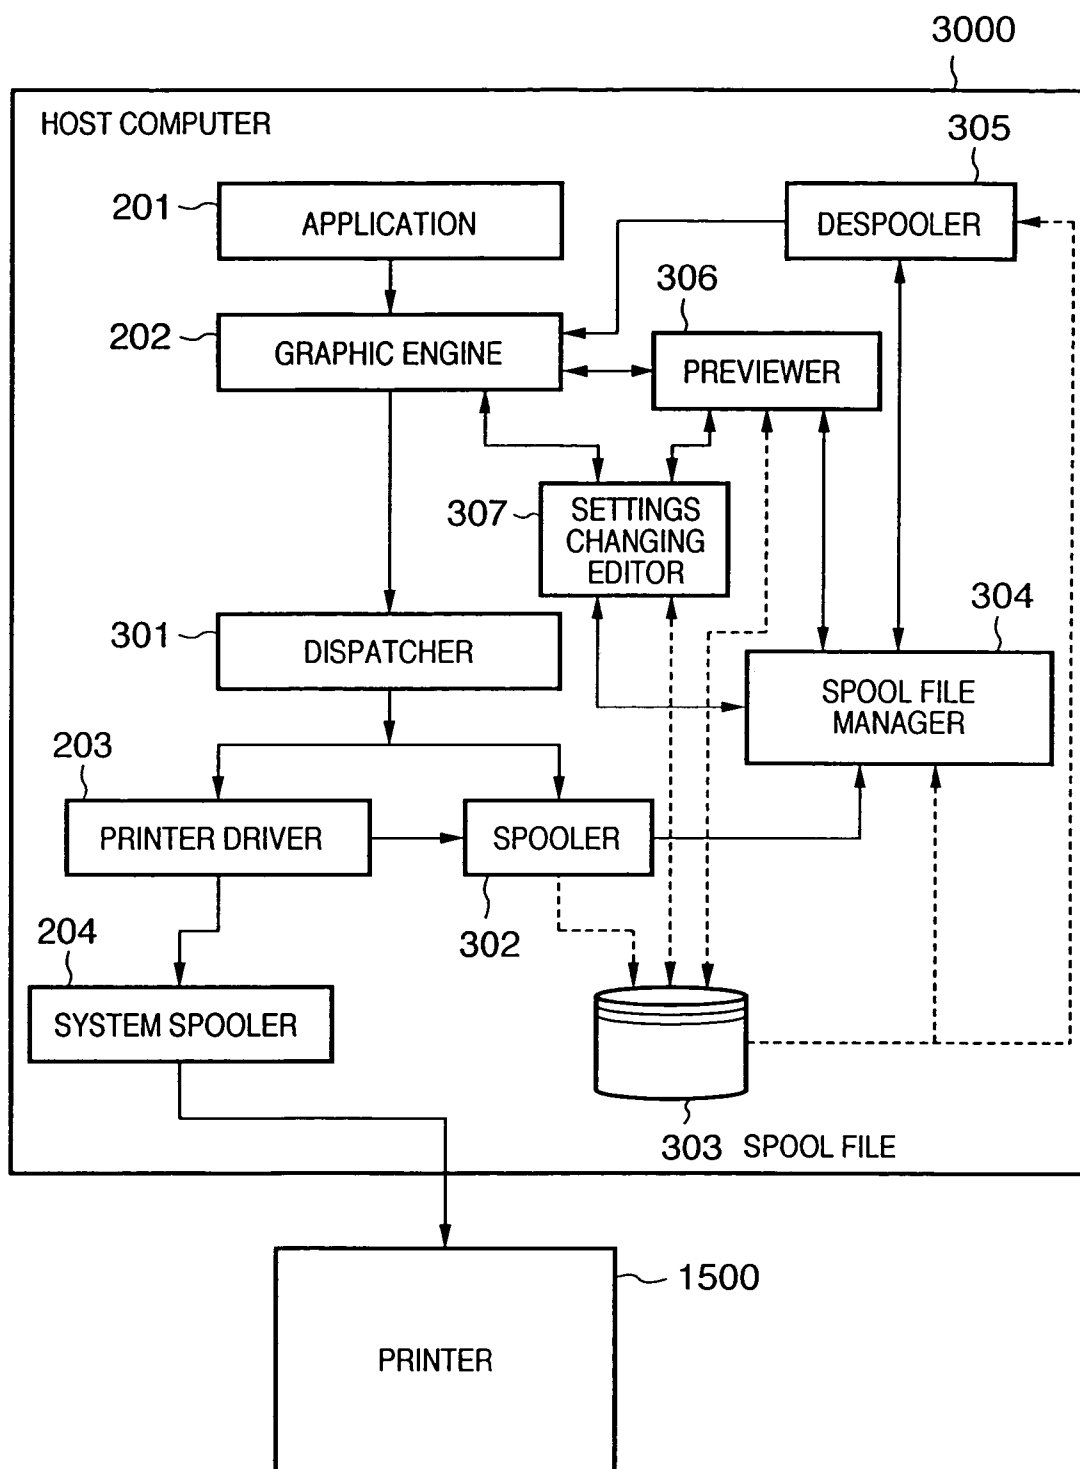 3000
HOST COMPUTER
305
201
APPLICATION
DESPOOLER
306
202
GRAPHIC ENGINE
PREVIEWER
307
SETTINGS
CHANGING
EDITOR
304
301
DISPATCHER
SPOOL FILE
MANAGER
203
PRINTER DRIVER
SPOOLER
204
302
SYSTEM SPOOLER
303 SPOOL FILE
1500
PRINTER